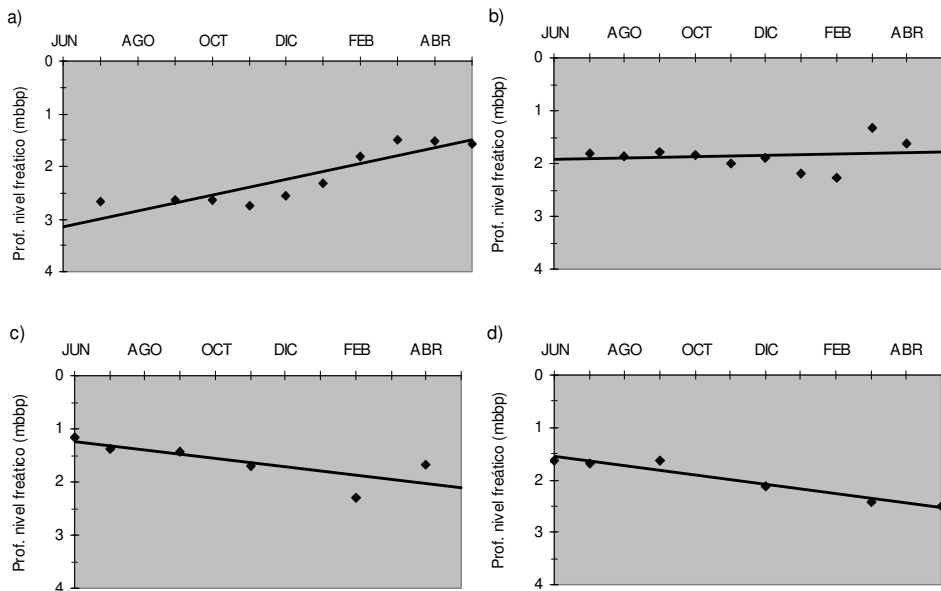 a)
JUN AGO OCT DIC FEB ABR
0
1
2
3
4
Prof. nivel freático (mbbp)
b)
JUN AGO OCT DIC FEB ABR
0
1
2
3
4
Prof. nivel freático (mbbp)
c)
JUN AGO OCT DIC FEB ABR
0
1
2
3
4
Prof. nivel freático (mbbp)
d)
JUN AGO OCT DIC FEB ABR
0
1
2
3
4
Prof. nivel freático (mbbp)